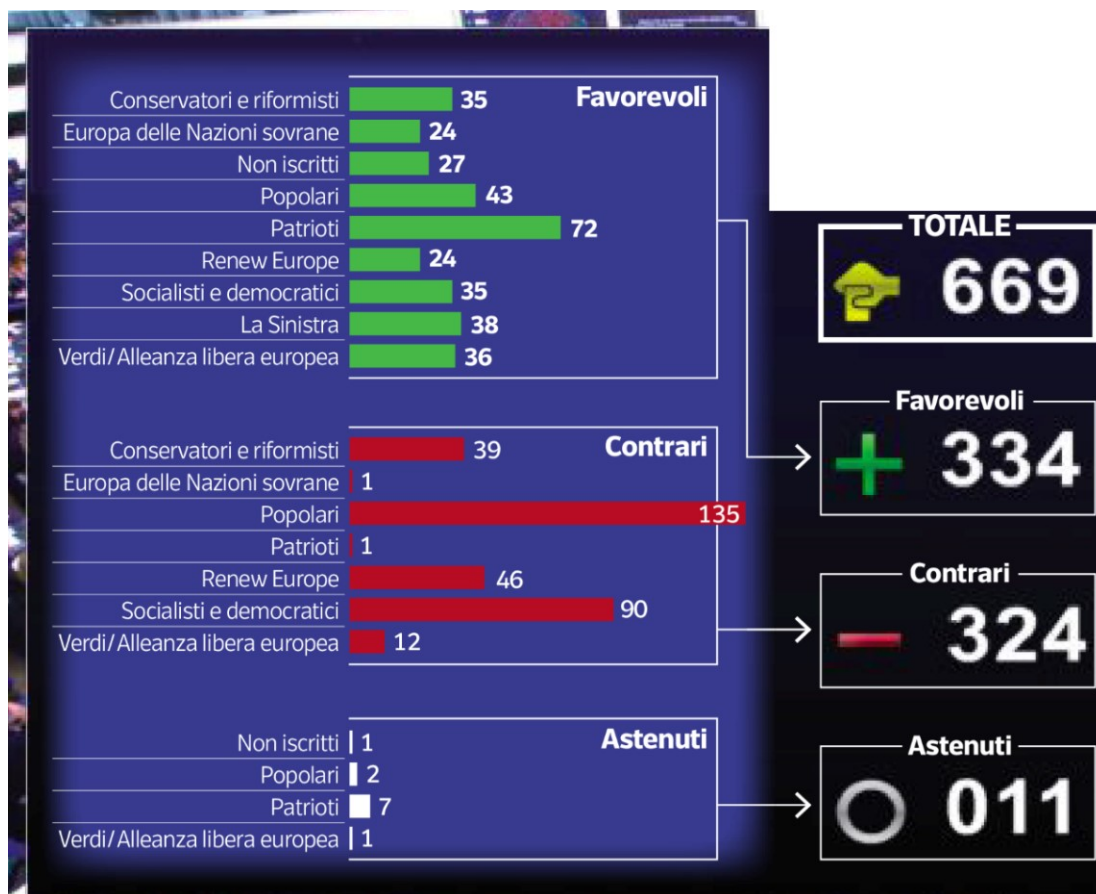 Favorevoli
Conservatori e riformisti 35
Europa delle Nazioni sovrane 24
Non iscritti 27
Popolari 43
Patrioti 72
Renew Europe 24
Socialisti e democratici 35
La Sinistra 38
Verdi/Alleanza libera europea 36
Contrari
Conservatori e riformisti 39
Europa delle Nazioni sovrane 1
Popolari 135
Patrioti 1
Renew Europe 46
Socialisti e democratici 90
Verdi/Alleanza libera europea 12
Astenuti
Non iscritti 1
Popolari 2
Patrioti 7
Verdi/Alleanza libera europea 1
TOTALE
669
Favorevoli
334
Contrari
324
Astenuti
011